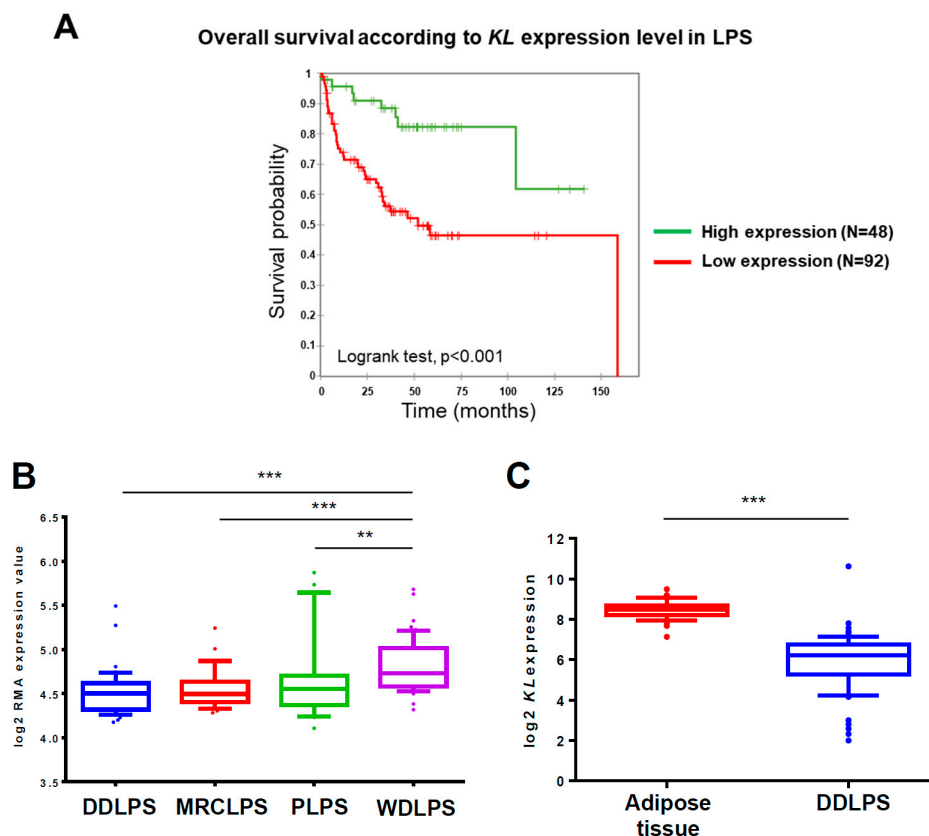 A
Overall survival according to KL expression level in LPS
Survival probability
1
0.9
0.8
0.7
0.6
0.5
0.4
0.3
0.2
0.1
0
Logrank test, p<0.001
0 25 50 75 100 125 150
Time (months)
High expression (N=48)
Low expression (N=92)
B
***
***
**
log2 RMA expression value
6.5
6.0
5.5
5.0
4.5
4.0
3.5
DDLPS MRCLPS PLPS WDLPS
C
***
log2 KL expression
12
10
8
6
4
2
0
Adipose tissue
DDLPS